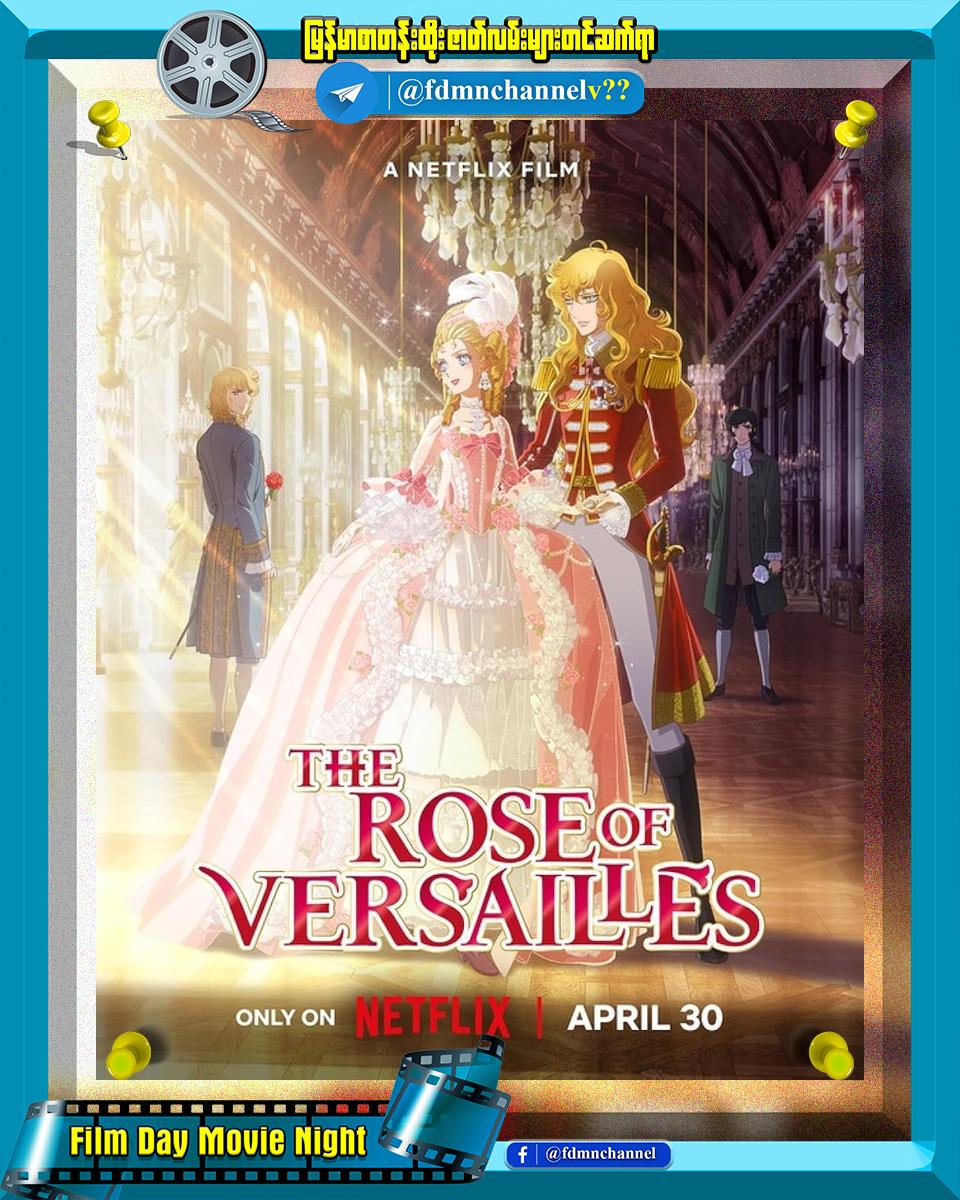 မြန်မာစာတန်းထိုးဇာတ်လမ်းများတင်ဆက်ရာ
@fdmnchannelv??
A NETFLIX FILM
THE
ROSE OF
VERSAILLES
ONLY ON NETFLIX | APRIL 30
Film Day Movie Night
f | @fdmnchannel